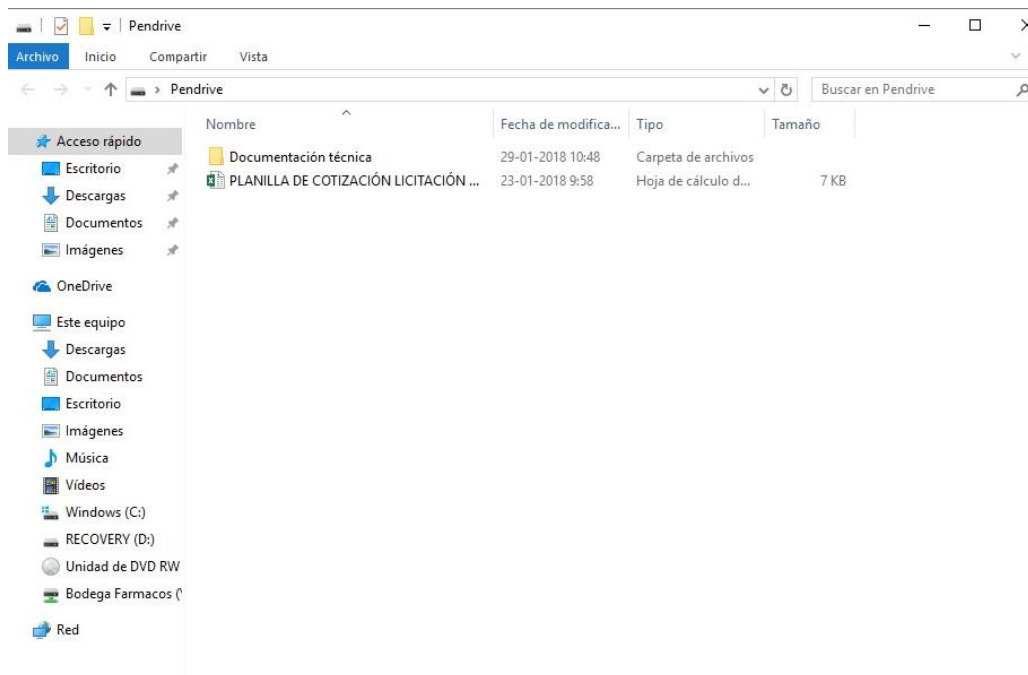 Pendrive
Archivo Inicio Compartir Vista
Pendrive Buscar en Pendrive
Nombre Fecha de modifica... Tipo Tamaño
Acceso rápido
Escritorio
Descargas
Documentos
Imágenes
OneDrive
Este equipo
Descargas
Documentos
Escritorio
Imágenes
Música
Vídeos
Windows (C:)
RECOVERY (D:)
Unidad de DVD RW
Bodega Farmacos (
Red
Documentación técnica 29-01-2018 10:48 Carpeta de archivos
PLANILLA DE COTIZACIÓN LICITACIÓN ... 23-01-2018 9:58 Hoja de cálculo d... 7 KB